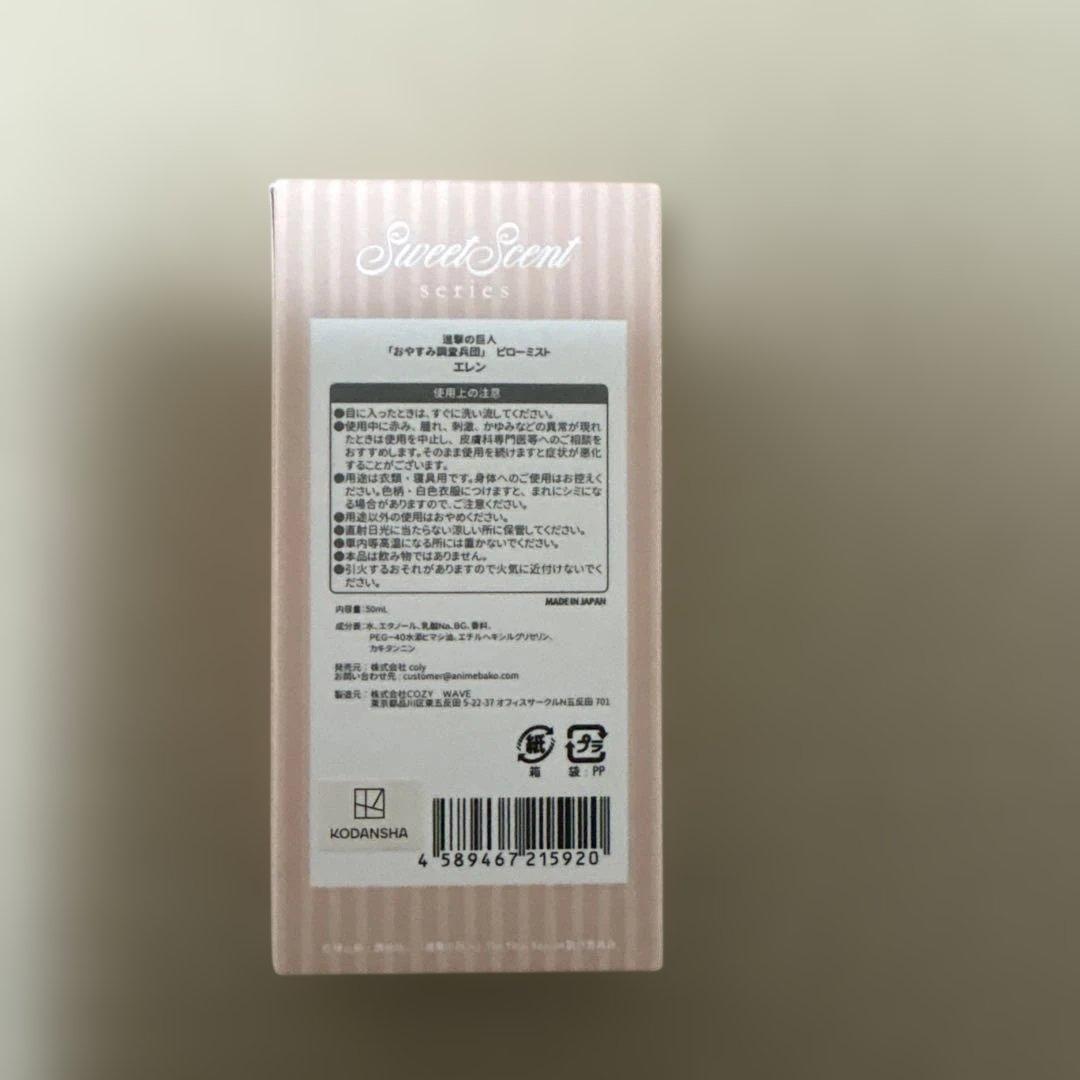 Sweet Scent
series
進撃の巨人
「おやすみ調査兵団」 ピローミスト
エレン
使用上の注意
●目に入ったときは、すぐに洗い流してください。
●使用中に赤み、腫れ、刺激、かゆみなどの異常が現れ
たときは使用を中止し、皮膚科専門医等へのご相談を
おすすめします。そのまま使用を続けますと症状が悪化
することがございます。
●用途は衣類・寝具用です。身体へのご使用はお控えく
ださい。色柄・白色衣服につけますと、まれにシミにな
る場合がありますので、ご注意ください。
●用途以外の使用はおやめください。
●直射日光に当たらない涼しい所に保管してください。
●車内等高温になる所には置かないでください。
●本品は飲み物ではありません。
●引火するおそれがありますので火気に近付けないでく
ださい。
MADE IN JAPAN
内容量:50mL
成分表:水、エタノール、乳酸Na、BG、香料、
PEG-40水添ヒマシ油、エチルヘキシルグリセリン、
カキタンニン
発売元:株式会社 coly
お問い合わせ先:customer@animebako.com
製造元:株式会社COZY WAVE
東京都品川区東五反田 5-22-37 オフィスサークルN五反田 701
紙 プラ
箱 袋:PP
KODANSHA
4 589467 215920
「進撃の巨人」The Final Season製作委員会